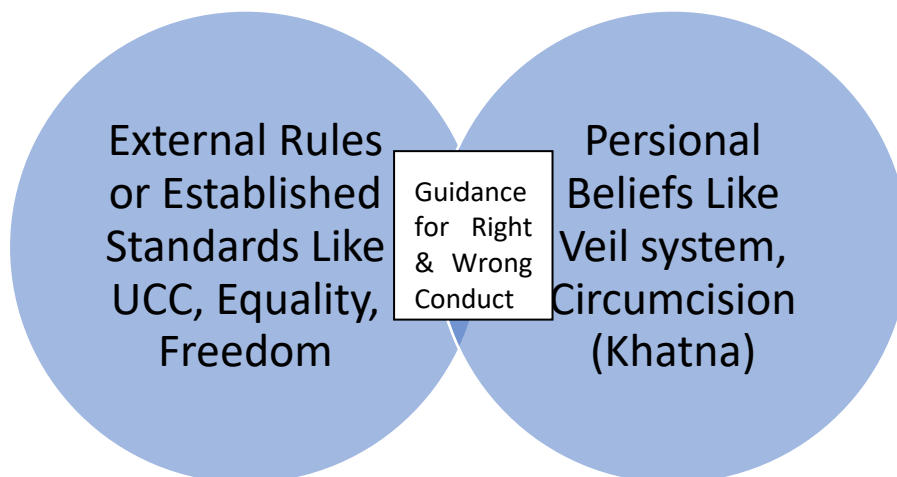 External Rules
or Established
Standards Like
UCC, Equality,
Freedom
Guidance
for Right
& Wrong
Conduct
Persional
Beliefs Like
Veil system,
Circumcision
(Khatna)